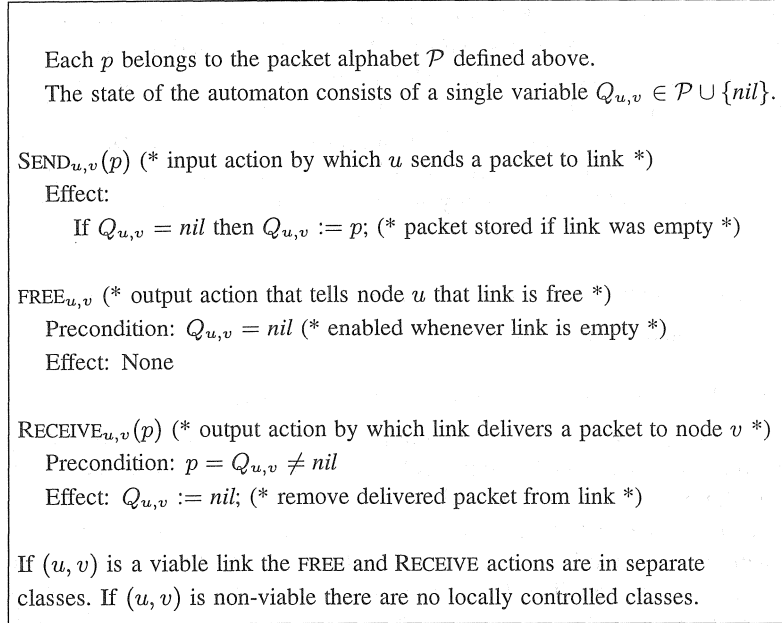 Each p belongs to the packet alphabet 𝒫 defined above.
The state of the automaton consists of a single variable Q_{u,v} ∈ 𝒫 ∪ {nil}.
SEND_{u,v}(p) (* input action by which u sends a packet to link *)
Effect:
If Q_{u,v} = nil then Q_{u,v} := p; (* packet stored if link was empty *)
FREE_{u,v} (* output action that tells node u that link is free *)
Precondition: Q_{u,v} = nil (* enabled whenever link is empty *)
Effect: None
RECEIVE_{u,v}(p) (* output action by which link delivers a packet to node v *)
Precondition: p = Q_{u,v} ≠ nil
Effect: Q_{u,v} := nil; (* remove delivered packet from link *)
If (u, v) is a viable link the FREE and RECEIVE actions are in separate
classes. If (u, v) is non-viable there are no locally controlled classes.